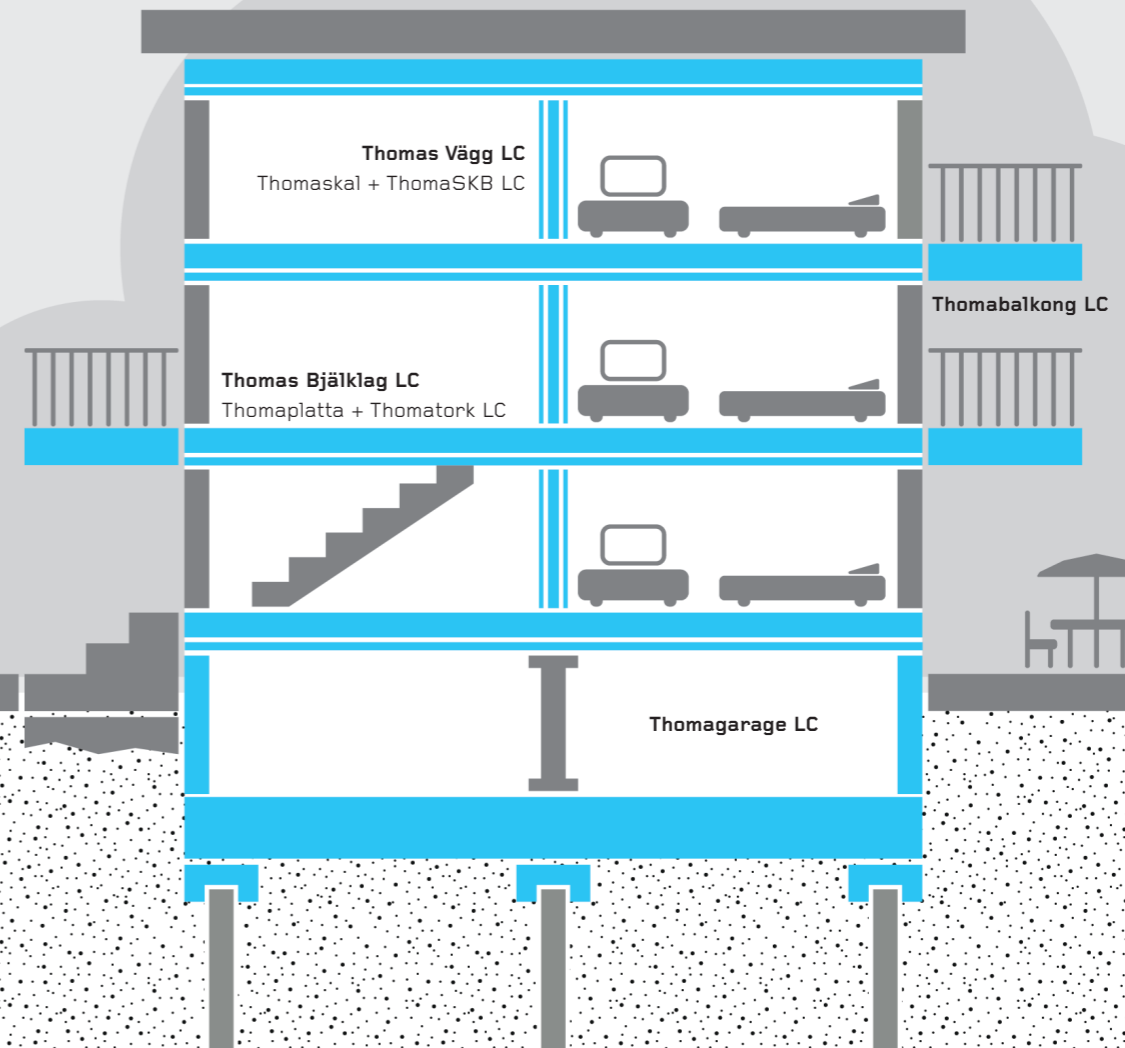 Thomas Vägg LC
Thomaskal + ThomaSKB LC
Thomabalkong LC
Thomas Bjälklag LC
Thomaplatta + Thomatork LC
Thomagarage LC